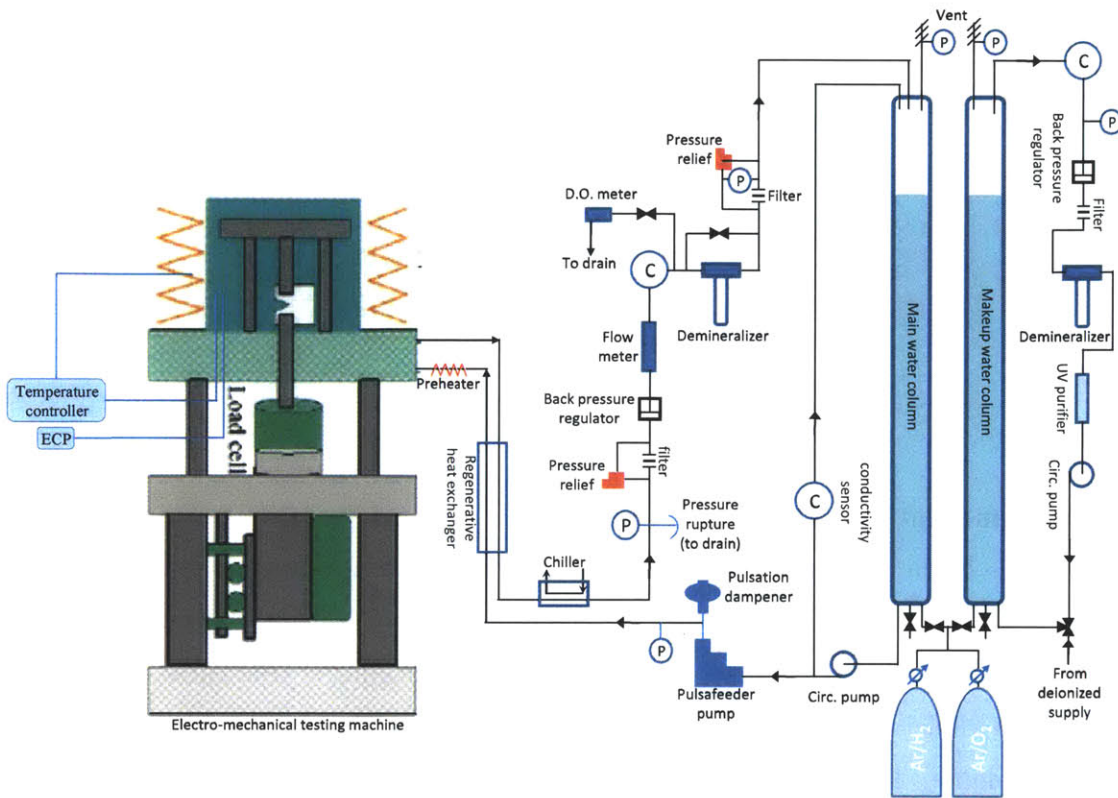 Vent
P
P
C
P
Back pressure
regulator
Filter
Demineralizer
UV purifier
Circ. pump
From
deionized
supply
Main water column
Makeup water column
Ar/H2
Ar/O2
Pressure
relief
P
Filter
D.O. meter
To drain
C
Demineralizer
Flow
meter
Back pressure
regulator
Pressure
relief
filter
P
Pressure
rupture
(to drain)
conductivity
sensor
C
Chiller
Pulsation
dampener
P
Pulsafeeder
pump
Circ. pump
Preheater
Regenerative
heat exchanger
Temperature
controller
ECP
Load cell
Electro-mechanical testing machine